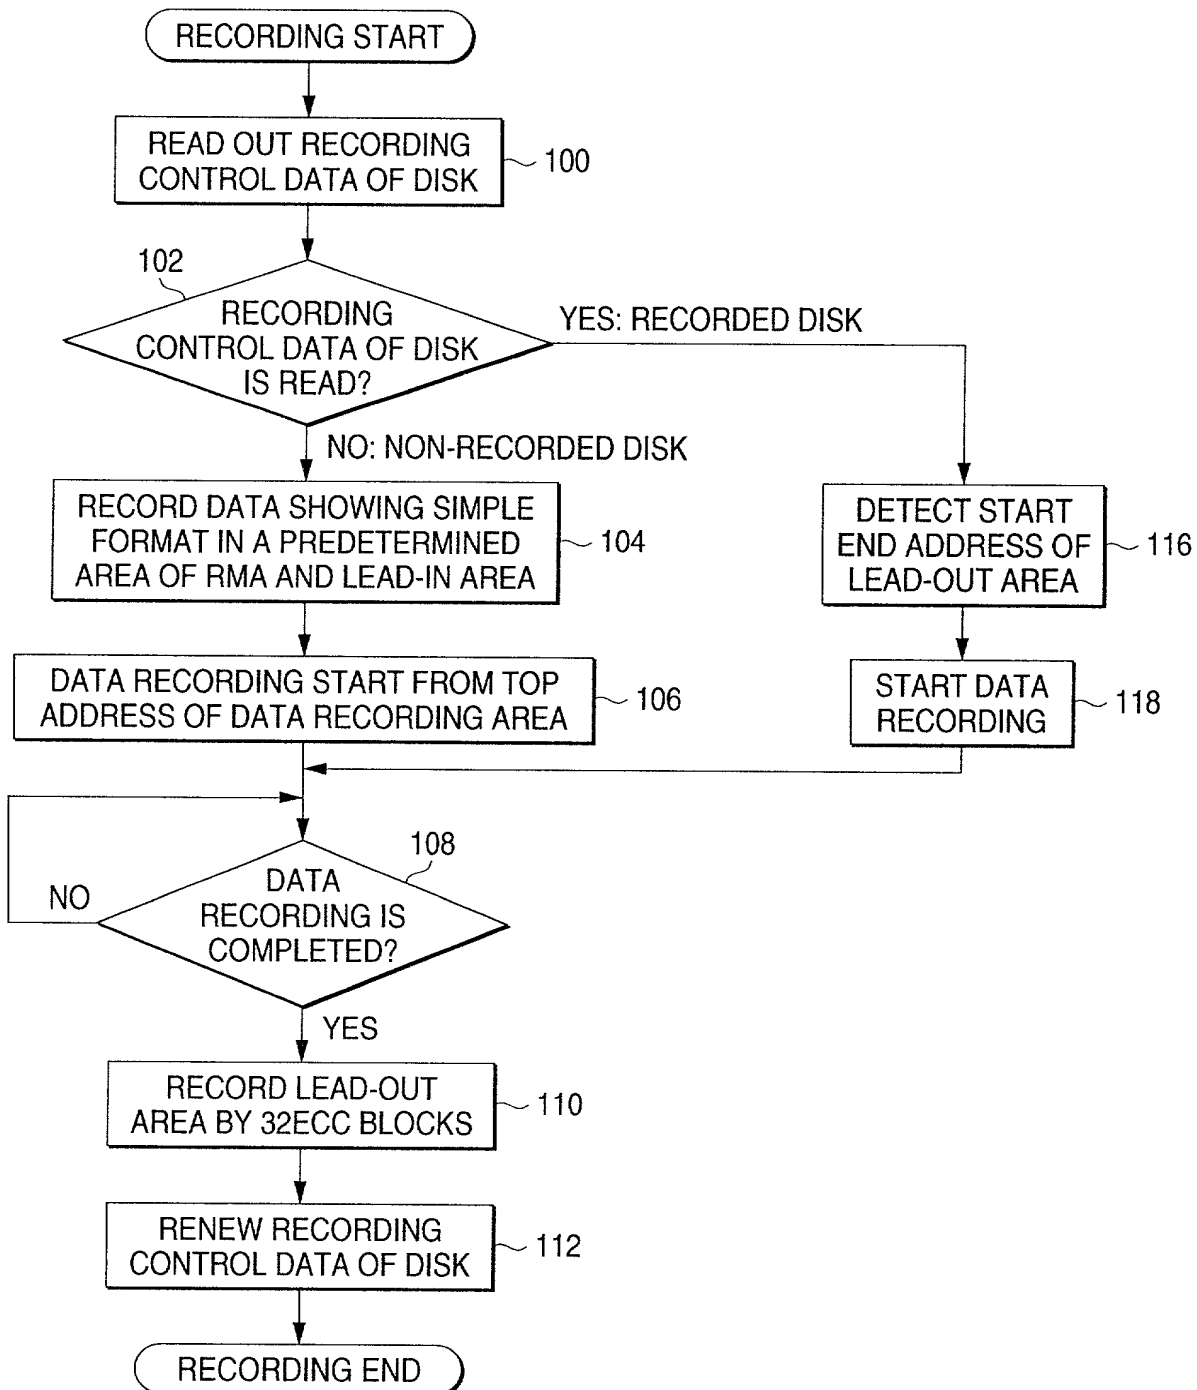 RECORDING START
READ OUT RECORDING
CONTROL DATA OF DISK
100
102
RECORDING
CONTROL DATA OF DISK
IS READ?
YES: RECORDED DISK
NO: NON-RECORDED DISK
RECORD DATA SHOWING SIMPLE
FORMAT IN A PREDETERMINED
AREA OF RMA AND LEAD-IN AREA
104
DETECT START
END ADDRESS OF
LEAD-OUT AREA
116
DATA RECORDING START FROM TOP
ADDRESS OF DATA RECORDING AREA
106
START DATA
RECORDING
118
108
DATA
RECORDING IS
COMPLETED?
NO
YES
RECORD LEAD-OUT
AREA BY 32ECC BLOCKS
110
RENEW RECORDING
CONTROL DATA OF DISK
112
RECORDING END